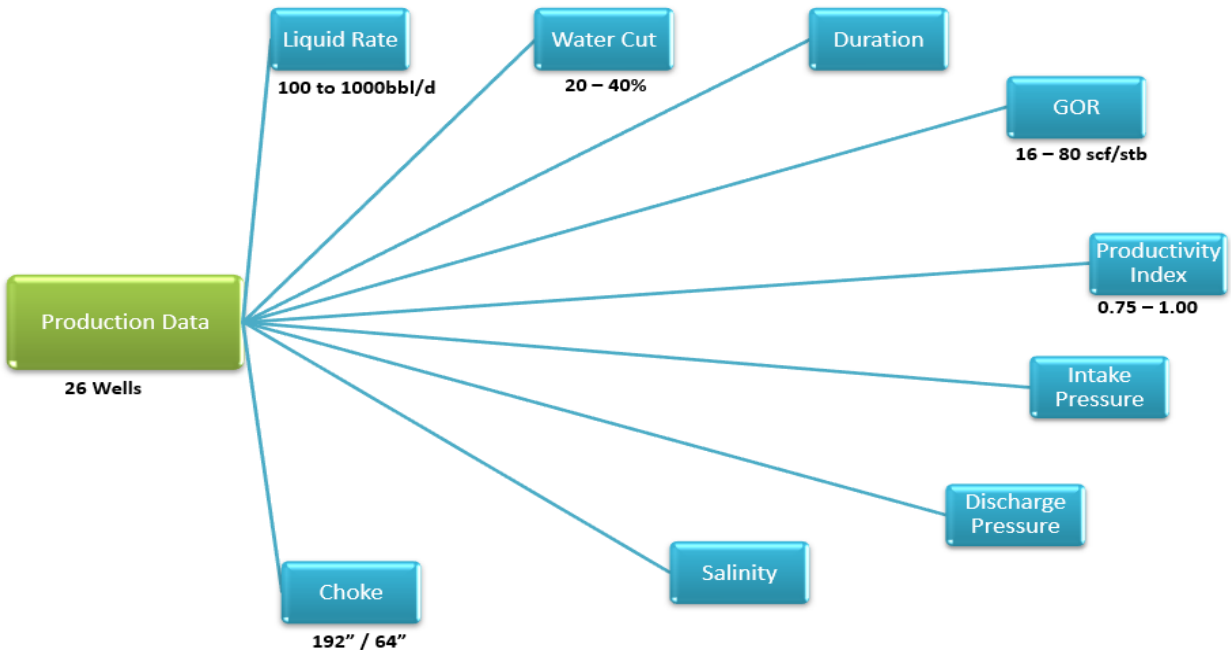 Liquid Rate
100 to 1000bbl/d
Water Cut
20 – 40%
Duration
GOR
16 – 80 scf/stb
Productivity
Index
0.75 – 1.00
Production Data
26 Wells
Intake
Pressure
Discharge
Pressure
Salinity
Choke
192” / 64”